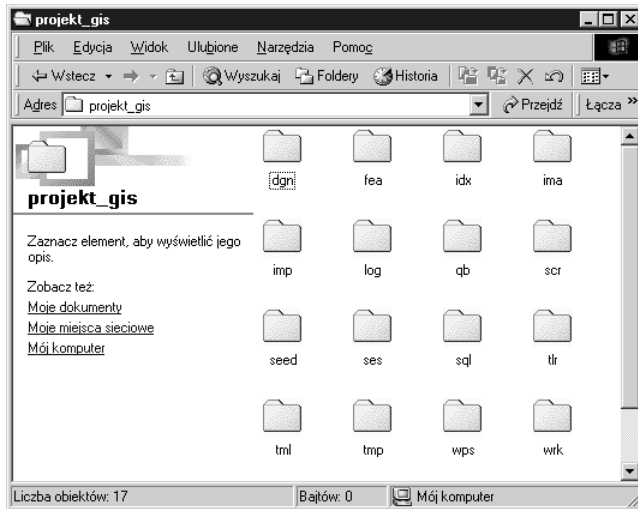 projekt_gis
Plik Edycja Widok Ulubione Narzędzia Pomoc
Wstecz Wyszukaj Foldery Historia
Adres projekt_gis Przejdź Łącza »
projekt_gis
Zaznacz element, aby wyświetlić jego
opis.
Zobacz też:
Moje dokumenty
Moje miejsca sieciowe
Mój komputer
dgn fea idx ima
imp log qb scr
seed ses sql tlr
tml tmp wps wrk
Liczba obiektów: 17 Bajtów: 0 Mój komputer